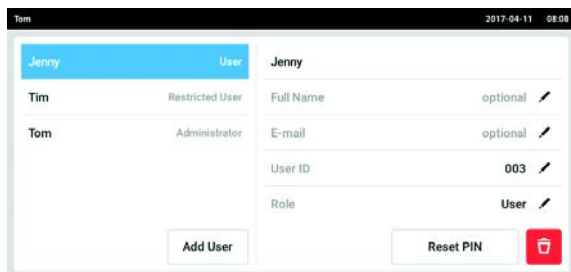 Tom 2017-04-11 08:08
Jenny User
Tim Restricted User
Tom Administrator
Add User
Jenny
Full Name optional
E-mail optional
User ID 003
Role User
Reset PIN